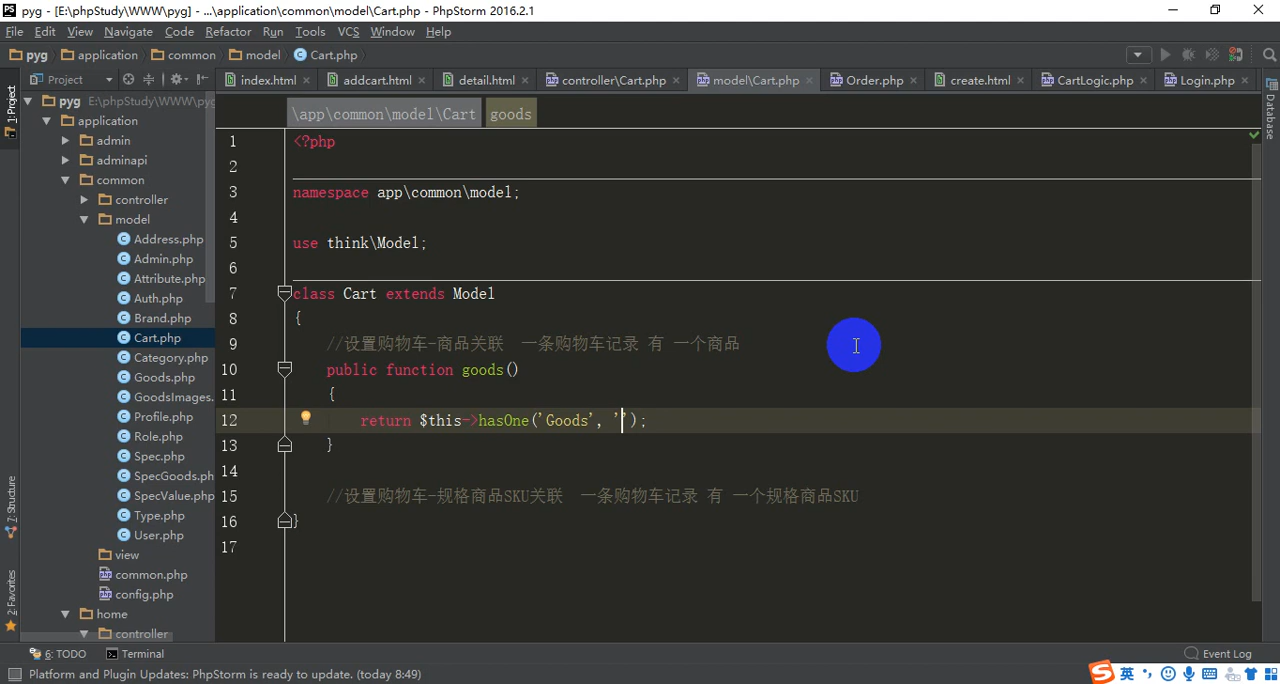 pyg - [E:\phpStudy\WWW\pyg] - ...\application\common\model\Cart.php - PhpStorm 2016.2.1
File Edit View Navigate Code Refactor Run Tools VCS Window Help
pyg application common model Cart.php
Project index.html addcart.html detail.html controller\Cart.php model\Cart.php Order.php create.html CartLogic.php Login.php
1: Project
7: Structure
2: Favorites
Database
pyg E:\phpStudy\WWW\pyg
application
admin
adminapi
common
controller
model
Address.php
Admin.php
Attribute.php
Auth.php
Brand.php
Cart.php
Category.php
Goods.php
GoodsImages.
Profile.php
Role.php
Spec.php
SpecGoods.ph
SpecValue.php
Type.php
User.php
view
common.php
config.php
home
controller
\app\common\model\Cart goods
1 <?php
2
3 namespace app\common\model;
4
5 use think\Model;
6
7 class Cart extends Model
8 {
9 //设置购物车-商品关联 一条购物车记录 有 一个商品
10 public function goods()
11 {
12 return $this->hasOne('Goods', '');
13 }
14
15 //设置购物车-规格商品SKU关联 一条购物车记录 有 一个规格商品SKU
16 }
17
6: TODO Terminal Event Log
Platform and Plugin Updates: PhpStorm is ready to update. (today 8:49)
英